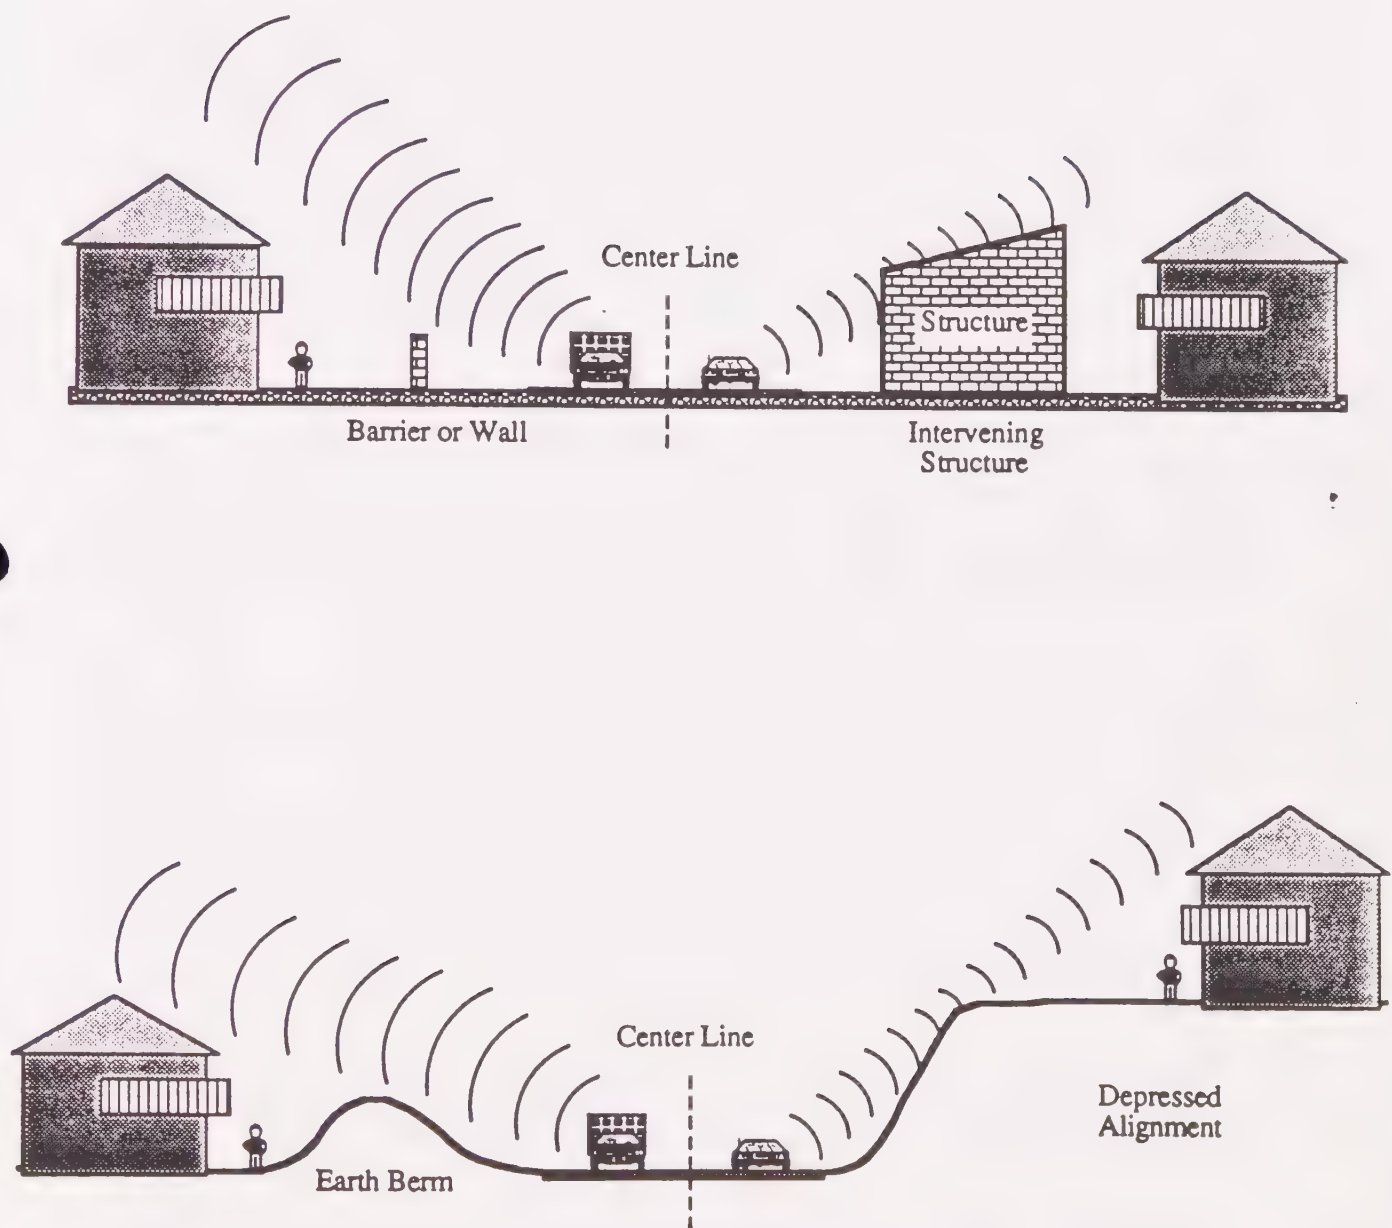 Center Line
Structure
Barrier or Wall
Intervening
Structure
Center Line
Depressed
Alignment
Earth Berm